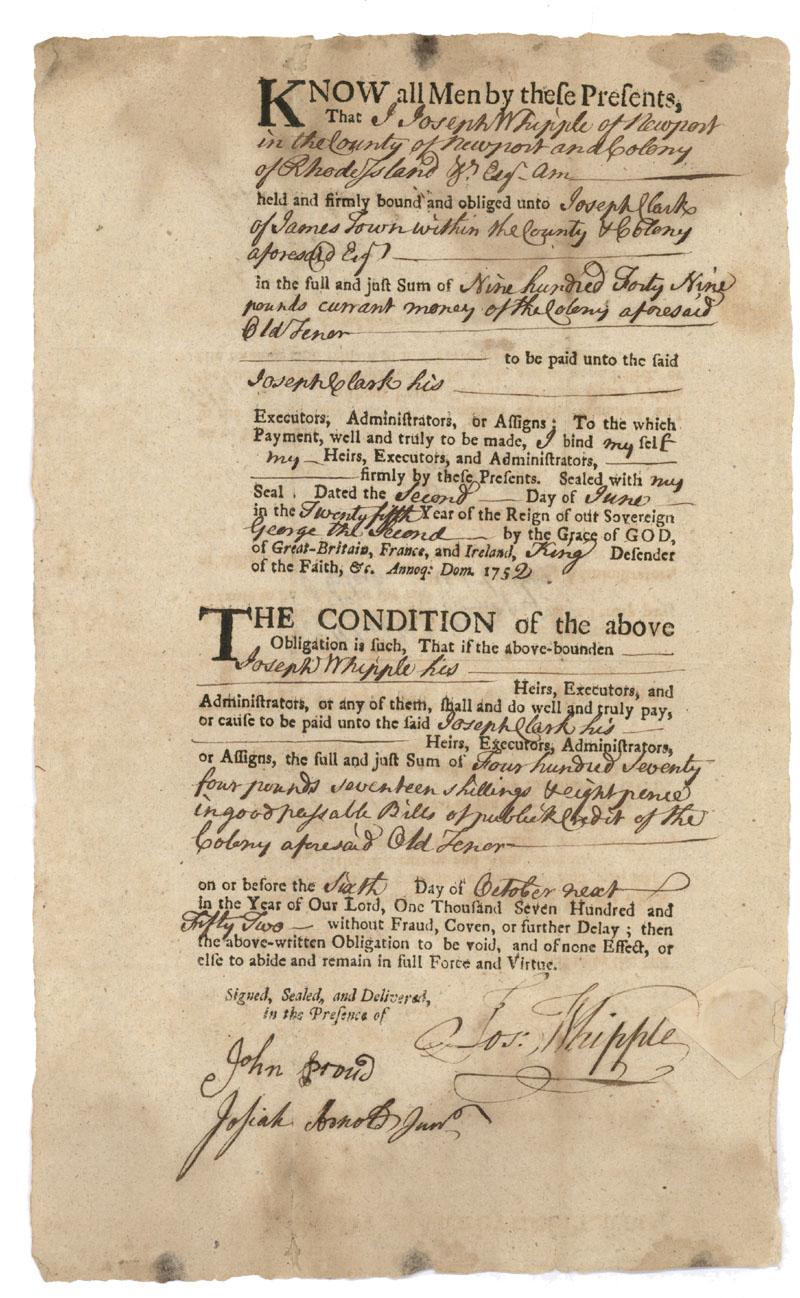 KNOW all Men by these Presents,
That I Joseph Whipple of Newport
in the County of Newport and Colony
of Rhode Island &c Esqr. Am
held and firmly bound and obliged unto Joseph Clark
of James Town within the County & Colony
aforesaid Esqr
in the full and just Sum of Nine hundred Forty Nine
pounds currant money of the Colony aforesaid
Old Tenor
to be paid unto the said
Joseph Clark his
Executors, Administrators, or Assigns; To the which
Payment, well and truly to be made, I bind my self
my Heirs, Executors, and Administrators,
firmly by these Presents. Sealed with my
Seal. Dated the Second Day of June
in the Twenty fifth Year of the Reign of our Sovereign
George the Second by the Grace of GOD,
of Great-Britain, France, and Ireland, King Defender
of the Faith, &c. Annoq; Dom. 1752
THE CONDITION of the above
Obligation is such, That if the above-bounden
Joseph Whipple his
Heirs, Executors, and
Administrators, or any of them, shall and do well and truly pay,
or cause to be paid unto the said Joseph Clark his
Heirs, Executors, Administrators,
or Assigns, the full and just Sum of Four hundred Seventy
four pounds seventeen shillings & eight pence
in good passable Bills of publick Credit of the
Colony aforesaid Old Tenor
on or before the Sixth Day of October next
in the Year of Our Lord, One Thousand Seven Hundred and
Fifty Two without Fraud, Coven, or further Delay; then
the above-written Obligation to be void, and of none Effect, or
else to abide and remain in full Force and Virtue.
Signed, Sealed, and Delivered,
in the Presence of
Jos: Whipple
John Proud
Josiah Arnold Junr